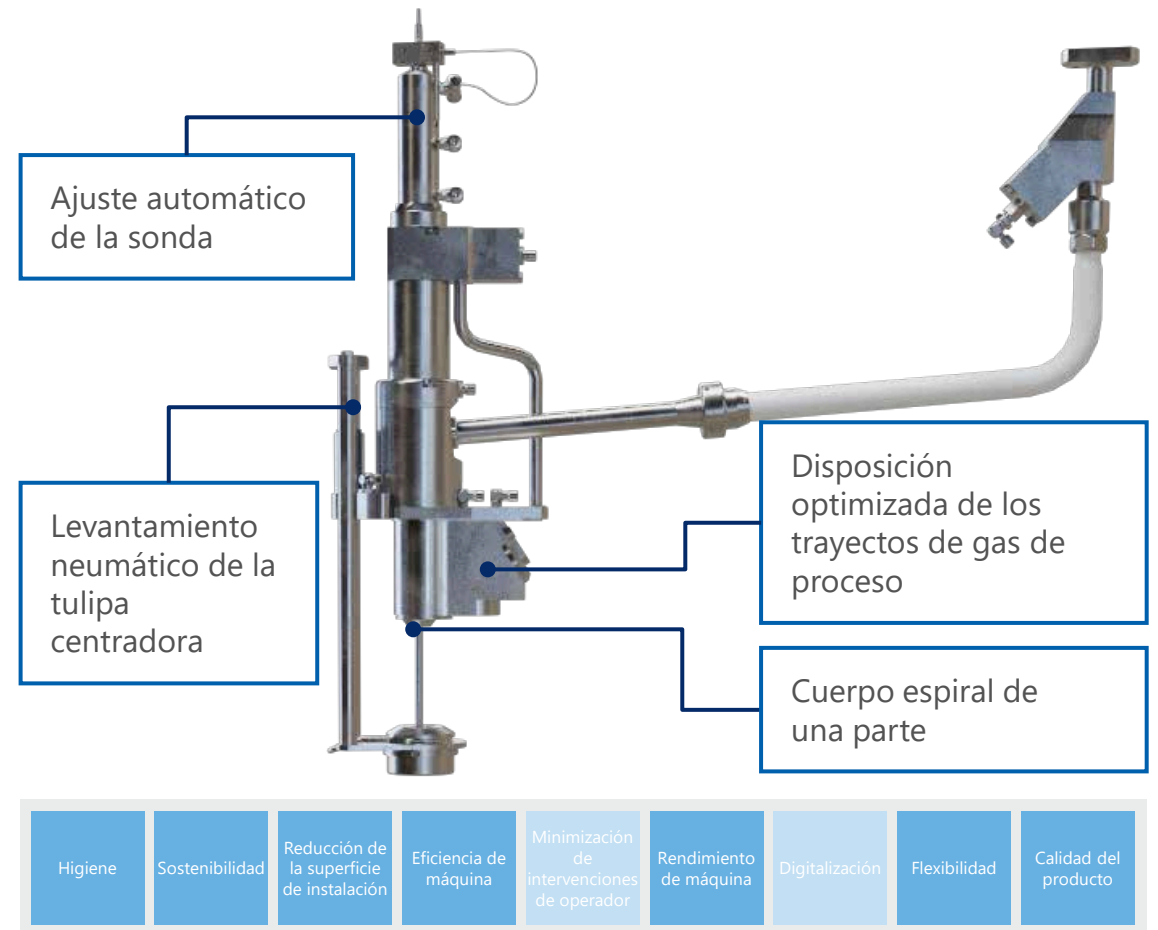 Ajuste automático
de la sonda
Levantamiento
neumático de la
tulipa
centradora
Disposición
optimizada de los
trayectos de gas de
proceso
Cuerpo espiral de
una parte
Higiene
Sostenibilidad
Reducción de
la superficie
de instalación
Eficiencia de
máquina
Minimización
de
intervenciones
de operador
Rendimiento
de máquina
Digitalización
Flexibilidad
Calidad del
producto